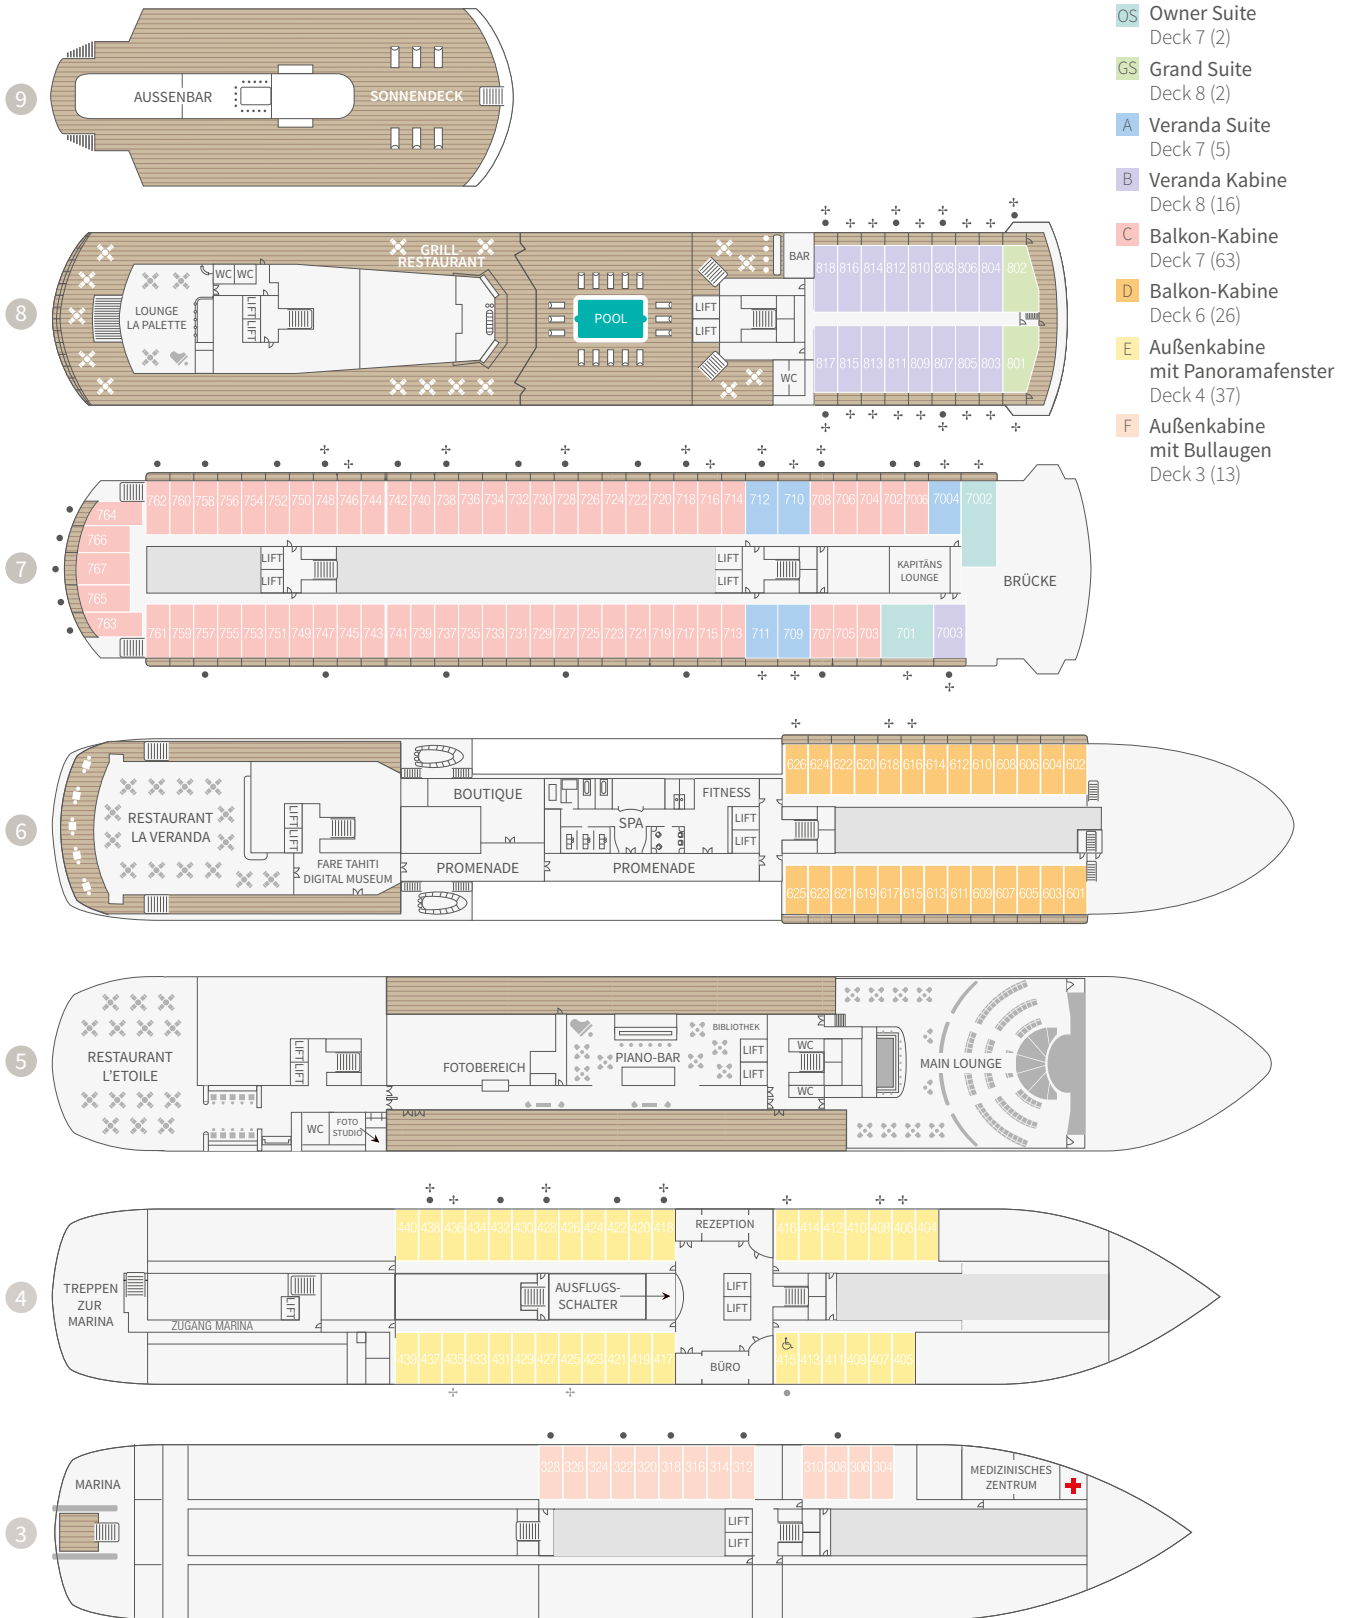 OS Owner Suite
Deck 7 (2)
GS Grand Suite
Deck 8 (2)
A Veranda Suite
Deck 7 (5)
B Veranda Kabine
Deck 8 (16)
C Balkon-Kabine
Deck 7 (63)
D Balkon-Kabine
Deck 6 (26)
E Außenkabine
mit Panoramafenster
Deck 4 (37)
F Außenkabine
mit Bullaugen
Deck 3 (13)
9
AUSSENBAR
SONNENDECK
8
LOUNGE
LA PALETTE
WC WC
LIFT LIFT
GRILL-
RESTAURANT
POOL
LIFT
LIFT
BAR
WC
818 816 814 812 810 808 806 804 802
817 815 813 811 809 807 805 803 801
7
762 760 758 756 754 752 750 748 746 744 742 740 738 736 734 732 730 728 726 724 722 720 718 716 714 712 710 708 706 704 702 7006 7004 7002
764
766
767
765
763
LIFT
LIFT
LIFT
LIFT
KAPITÄNS
LOUNGE
BRÜCKE
761 759 757 755 753 751 749 747 745 743 741 739 737 735 733 731 729 727 725 723 721 719 717 715 713 711 709 707 705 703 701 7003
6
RESTAURANT
LA VERANDA
LIFT LIFT
FARE TAHITI
DIGITAL MUSEUM
BOUTIQUE
PROMENADE
SPA
FITNESS
LIFT
LIFT
PROMENADE
626 624 622 620 618 616 614 612 610 608 606 604 602
625 623 621 619 617 615 613 611 609 607 605 603 601
5
RESTAURANT
L'ETOILE
LIFT LIFT
WC
FOTO
STUDIO
FOTOBEREICH
PIANO-BAR
BIBLIOTHEK
LIFT
LIFT
WC
WC
MAIN LOUNGE
4
TREPPEN
ZUR
MARINA
ZUGANG MARINA
LIFT
440 438 436 434 432 430 428 426 424 422 420 418
REZEPTION
416 414 412 410 408 406 404
AUSFLUGS-
SCHALTER
LIFT
LIFT
439 437 435 433 431 429 427 425 423 421 419 417
BÜRO
415 413 411 409 407 405
3
MARINA
328 326 324 322 320 318 316 314 312
310 308 306 304
LIFT
LIFT
MEDIZINISCHES
ZENTRUM